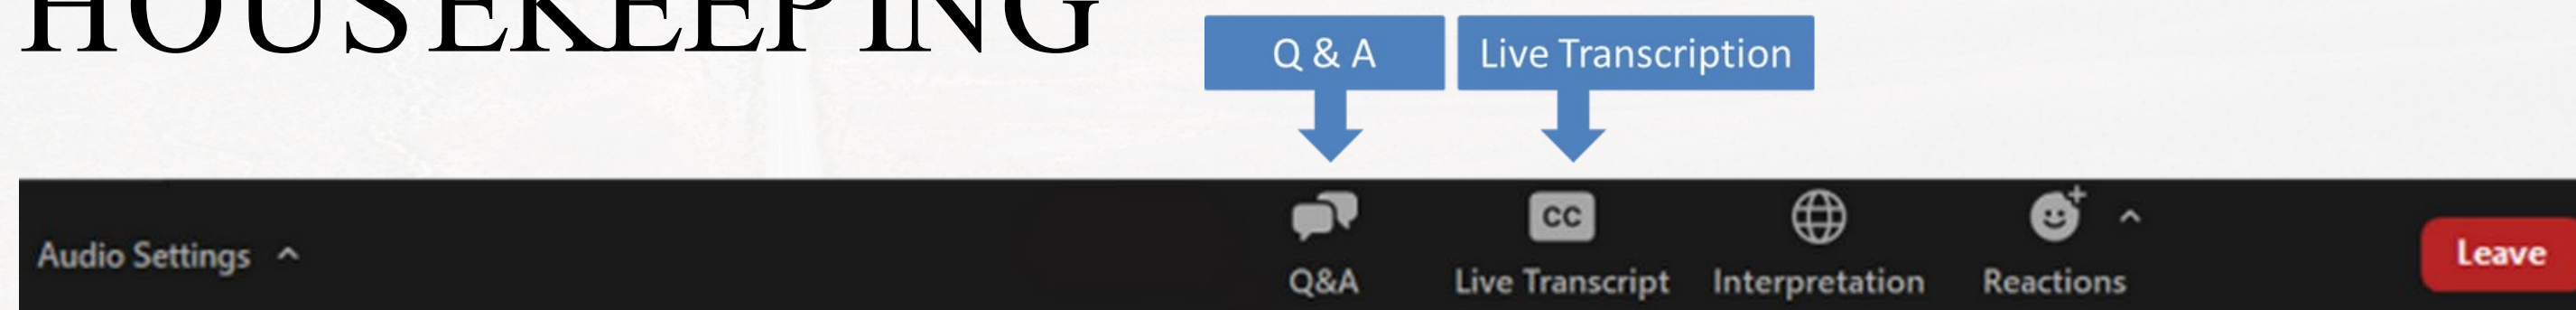 HOUSEKEEPING
Q & A
Live Transcription
CC
Audio Settings
Q&A
Live Transcript
Interpretation
Reactions
Leave